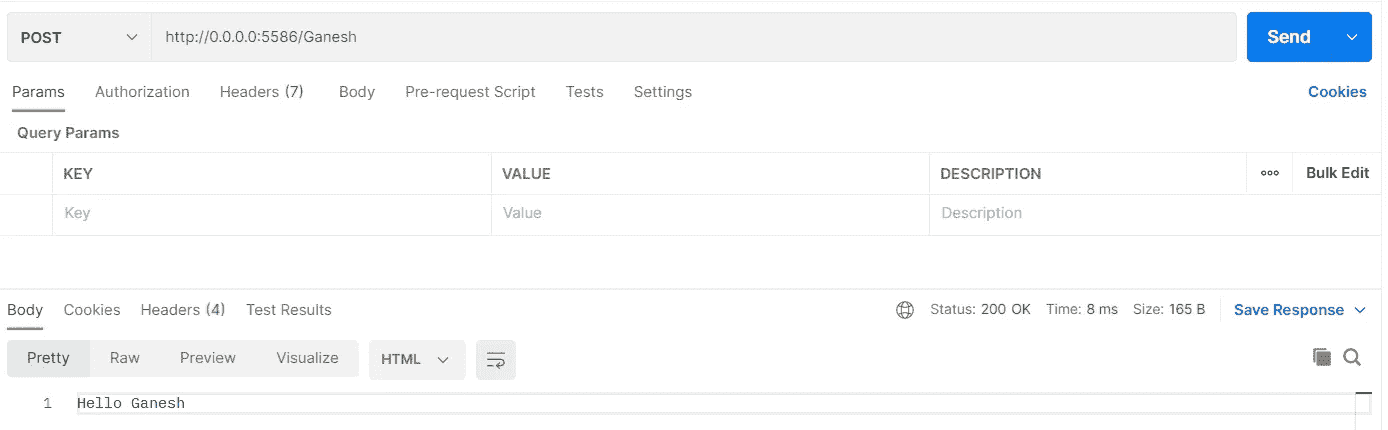 POST http://0.0.0.0:5586/Ganesh Send
Params Authorization Headers (7) Body Pre-request Script Tests Settings Cookies
Query Params
KEY VALUE DESCRIPTION ooo Bulk Edit
Key Value Description
Body Cookies Headers (4) Test Results Status: 200 OK Time: 8 ms Size: 165 B Save Response
Pretty Raw Preview Visualize HTML
1 Hello Ganesh